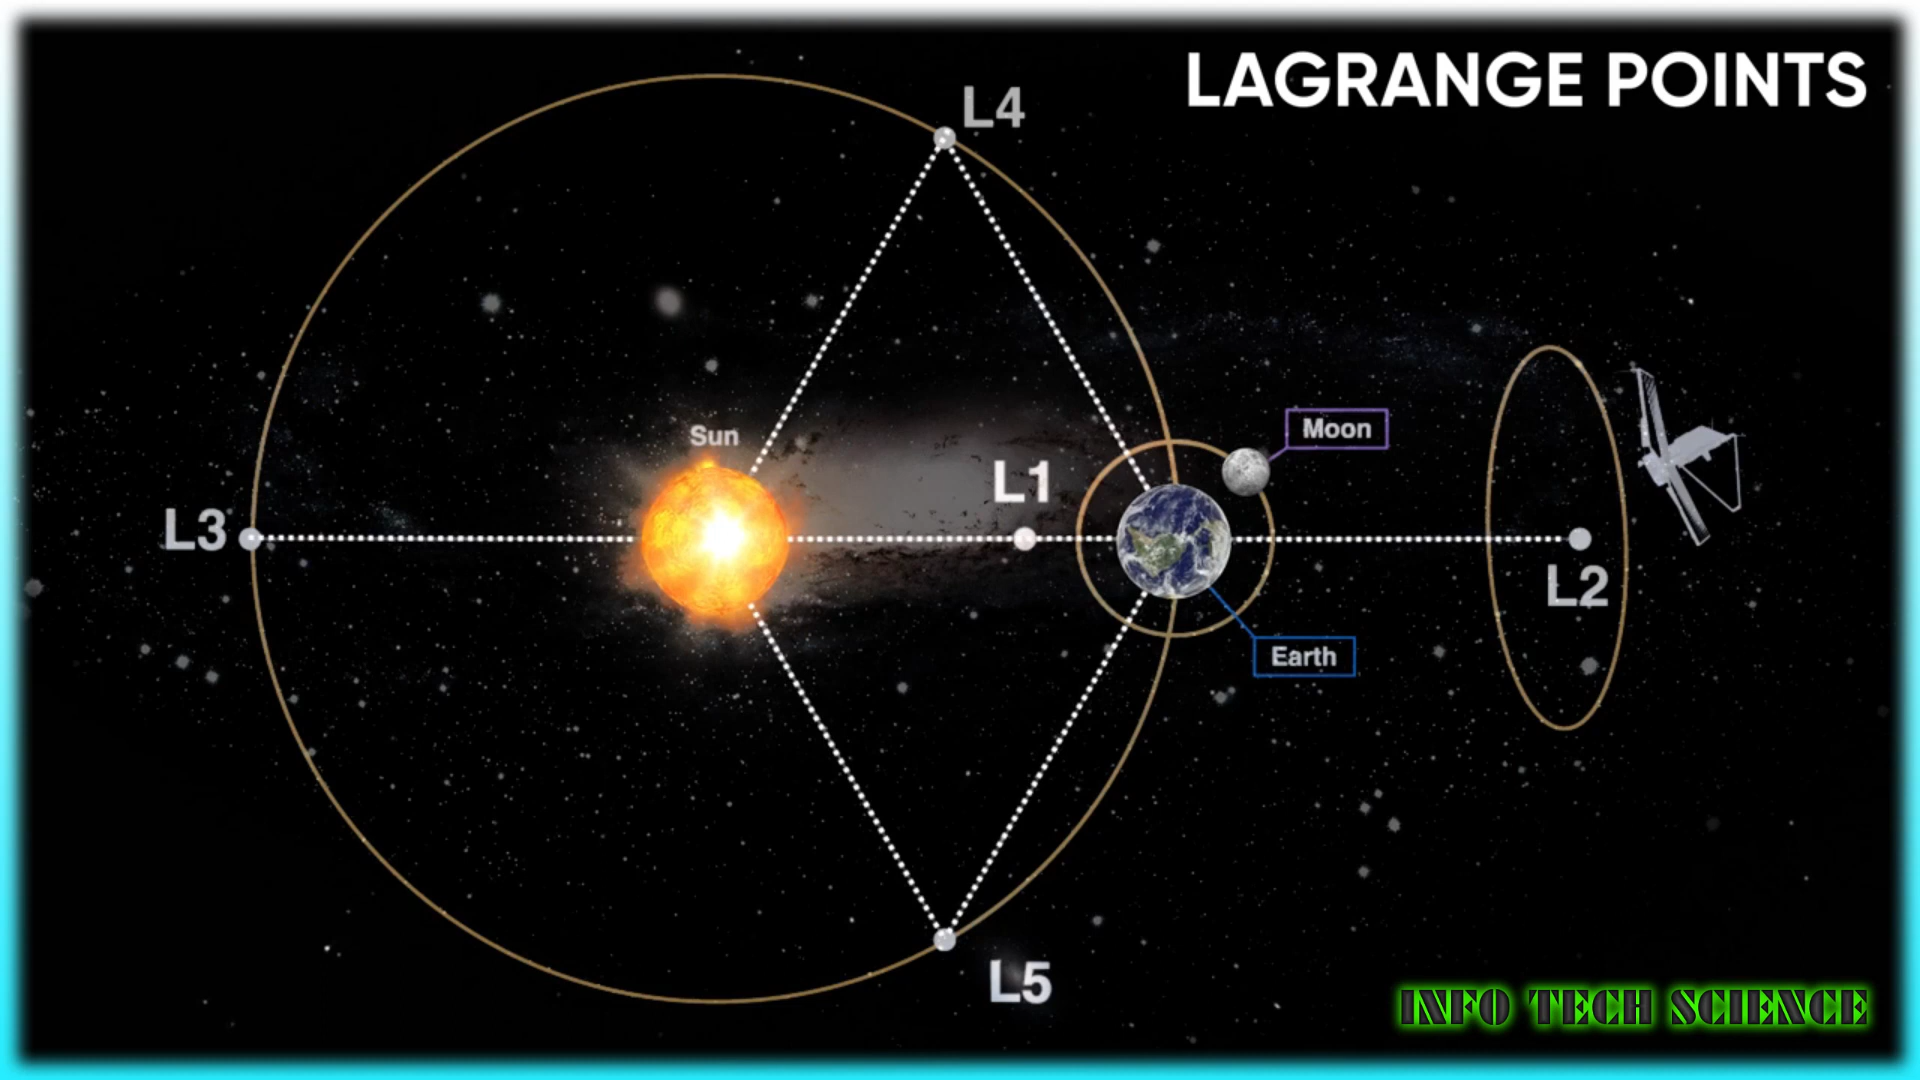 LAGRANGE POINTS
L4
Moon
Sun
L1
L3
L2
Earth
L5
INFO TECH SCIENCE